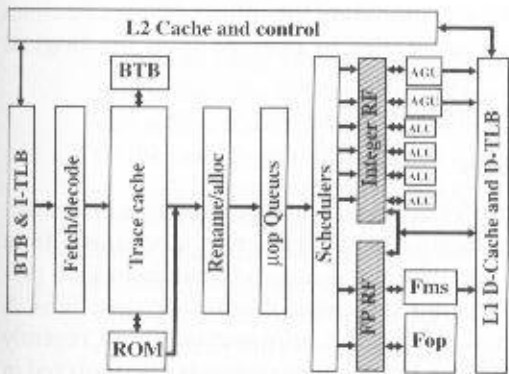 L2 Cache and control
BTB
BTB & I-TLB
Fetch/decode
Trace cache
ROM
Rename/alloc
µop Queues
Schedulers
Integer RF
FP RF
AGU
AGU
ALU
ALU
ALU
ALU
Fms
Fop
L1 D-Cache and D-TLB